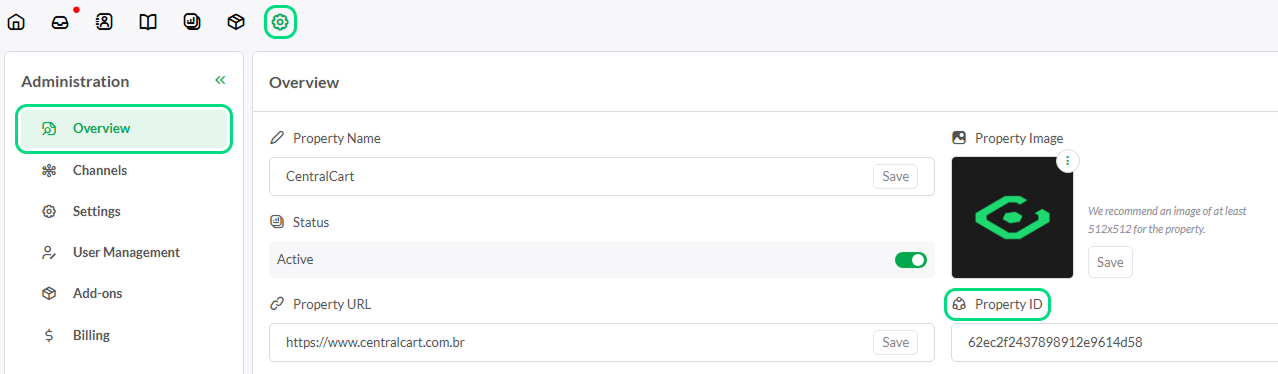 Administration
Overview
Channels
Settings
User Management
Add-ons
Billing
Overview
Property Name
CentralCart
Save
Status
Active
Property URL
https://www.centralcart.com.br
Save
Property Image
We recommend an image of at least
512x512 for the property.
Save
Property ID
62ec2f2437898912e9614d58